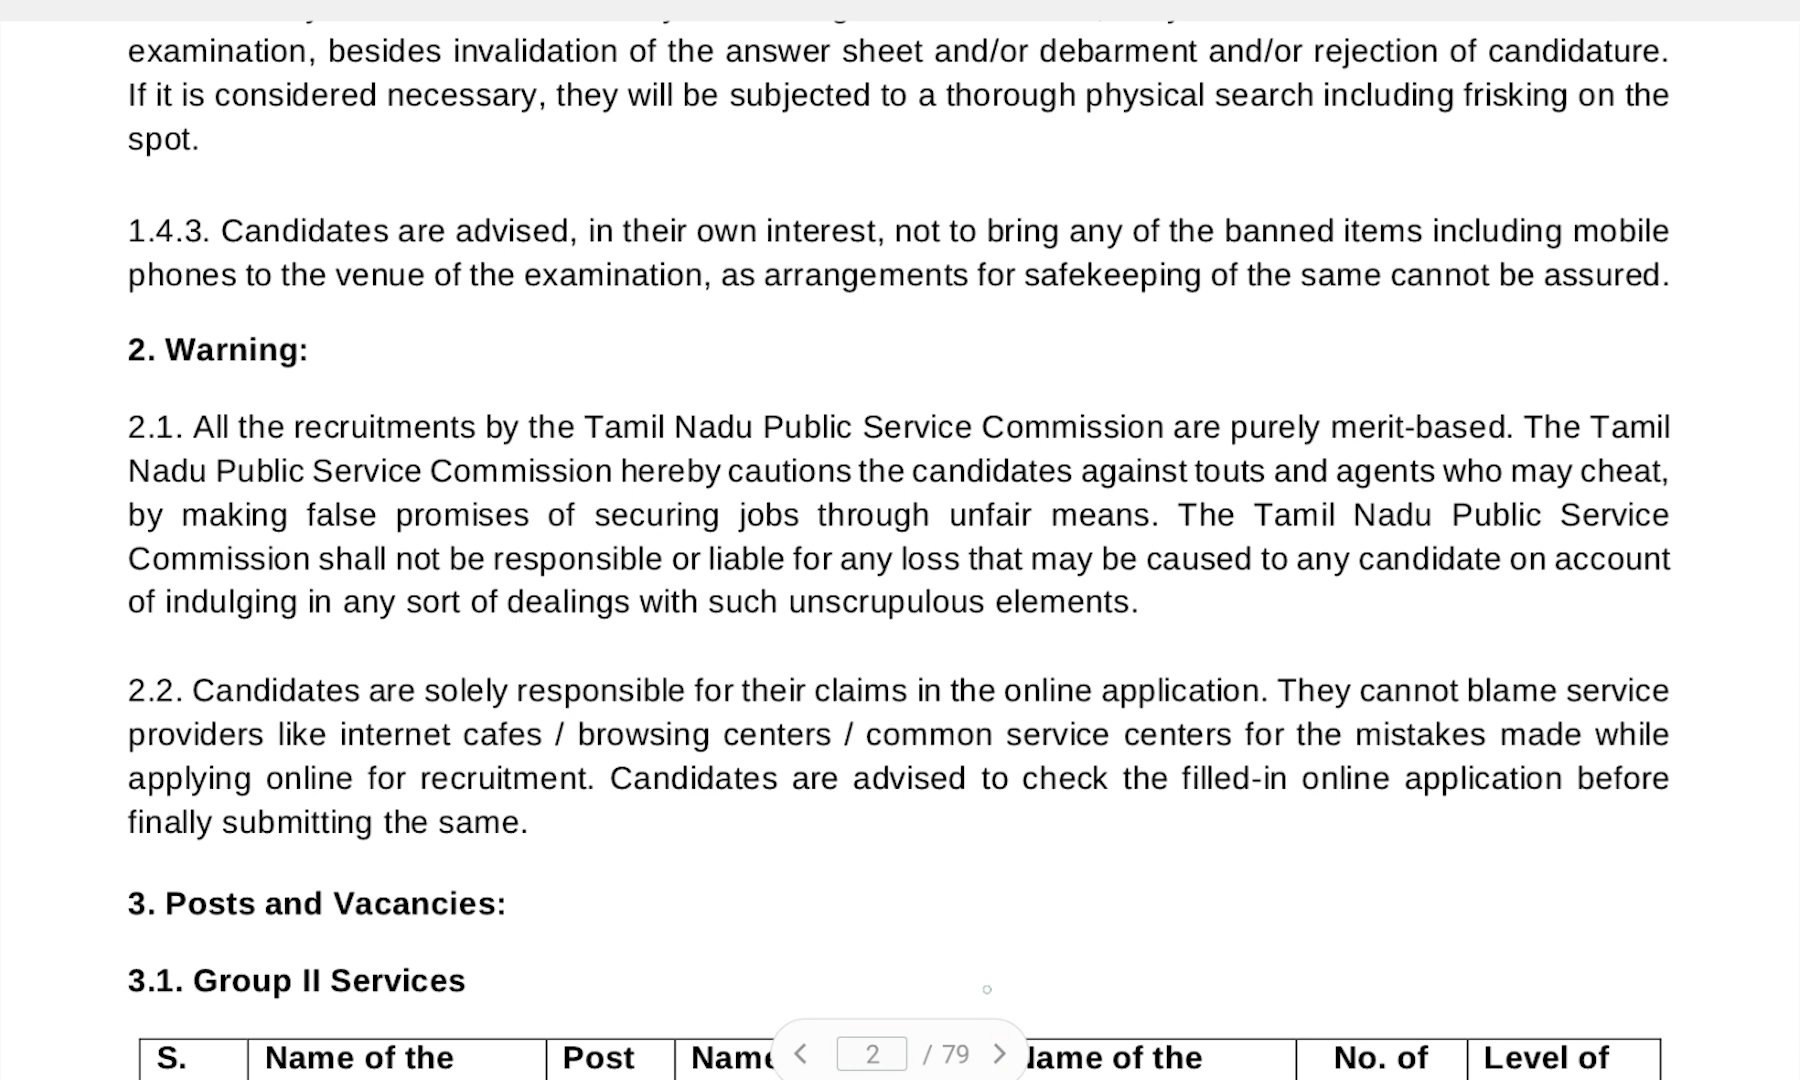 examination, besides invalidation of the answer sheet and/or debarment and/or rejection of candidature.
If it is considered necessary, they will be subjected to a thorough physical search including frisking on the
spot.
1.4.3. Candidates are advised, in their own interest, not to bring any of the banned items including mobile
phones to the venue of the examination, as arrangements for safekeeping of the same cannot be assured.
2. Warning:
2.1. All the recruitments by the Tamil Nadu Public Service Commission are purely merit-based. The Tamil
Nadu Public Service Commission hereby cautions the candidates against touts and agents who may cheat,
by making false promises of securing jobs through unfair means. The Tamil Nadu Public Service
Commission shall not be responsible or liable for any loss that may be caused to any candidate on account
of indulging in any sort of dealings with such unscrupulous elements.
2.2. Candidates are solely responsible for their claims in the online application. They cannot blame service
providers like internet cafes / browsing centers / common service centers for the mistakes made while
applying online for recruitment. Candidates are advised to check the filled-in online application before
finally submitting the same.
3. Posts and Vacancies:
3.1. Group II Services
S. Name of the Post Name of the No. of Level of
2 / 79